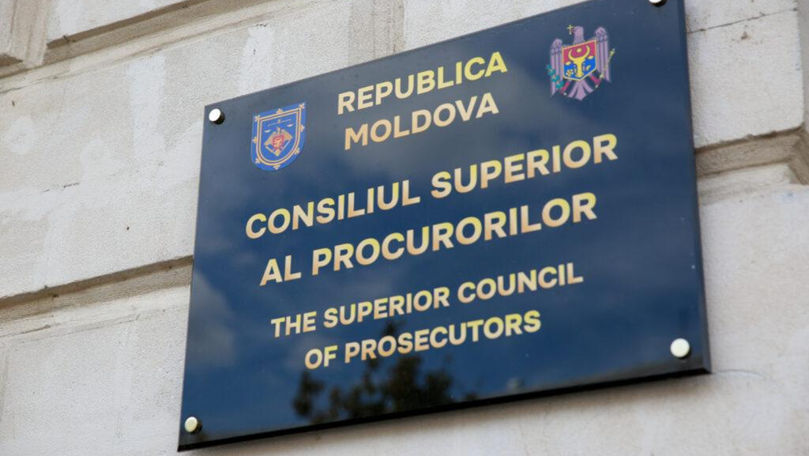 REPUBLICA
MOLDOVA
CONSILIUL SUPERIOR
AL PROCURORILOR
THE SUPERIOR COUNCIL
OF PROSECUTORS